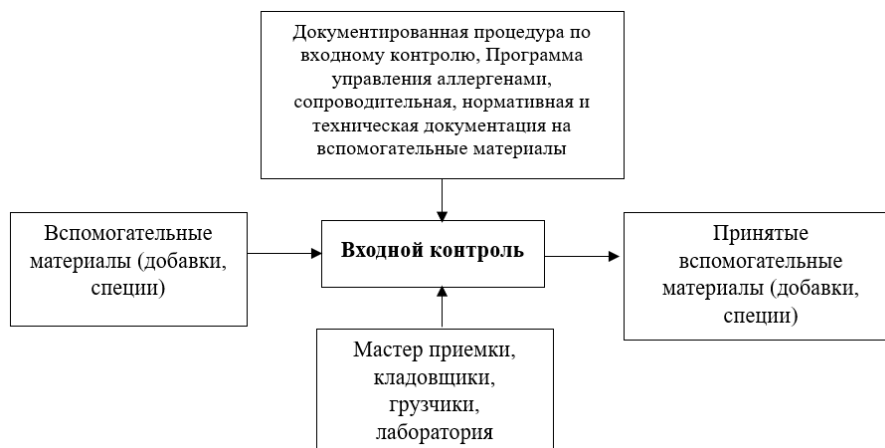 Документированная процедура по
входному контролю, Программа
управления аллергенами,
сопроводительная, нормативная и
техническая документация на
вспомогательные материалы
Вспомогательные
материалы (добавки,
специи)
Входной контроль
Принятые
вспомогательные
материалы (добавки,
специи)
Мастер приемки,
кладовщики,
грузчики,
лаборатория